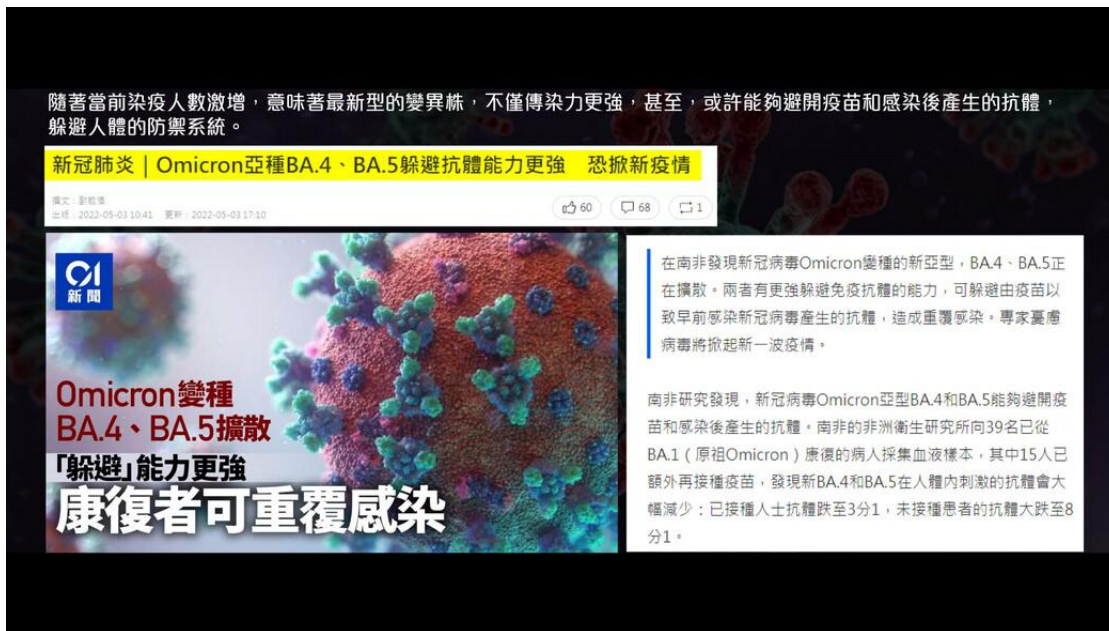 隨著當前染疫人數激增，意味著最新型的變異株，不僅傳染力更強，甚至，或許能夠避開疫苗和感染後產生的抗體，
躲避人體的防禦系統。
新冠肺炎｜Omicron亞種BA.4、BA.5躲避抗體能力更強　恐掀新疫情
撰文：
出版：2022-05-03 10:41　更新：2022-05-03 17:10
60
68
1
01
新聞
Omicron變種
BA.4、BA.5擴散
「躲避」能力更強
康復者可重覆感染
在南非發現新冠病毒Omicron變種的新亞型，BA.4、BA.5正
在擴散。兩者有更強躲避免疫抗體的能力，可躲避由疫苗以
致早前感染新冠病毒產生的抗體，造成重覆感染。專家憂慮
病毒將掀起新一波疫情。
南非研究發現，新冠病毒Omicron亞型BA.4和BA.5能夠避開疫
苗和感染後產生的抗體。南非的非洲衛生研究所向39名已從
BA.1（原祖Omicron）康復的病人採集血液樣本，其中15人已
額外再接種疫苗，發現新BA.4和BA.5在人體內刺激的抗體會大
幅減少：已接種人士抗體跌至3分1，未接種患者的抗體大跌至8
分1。